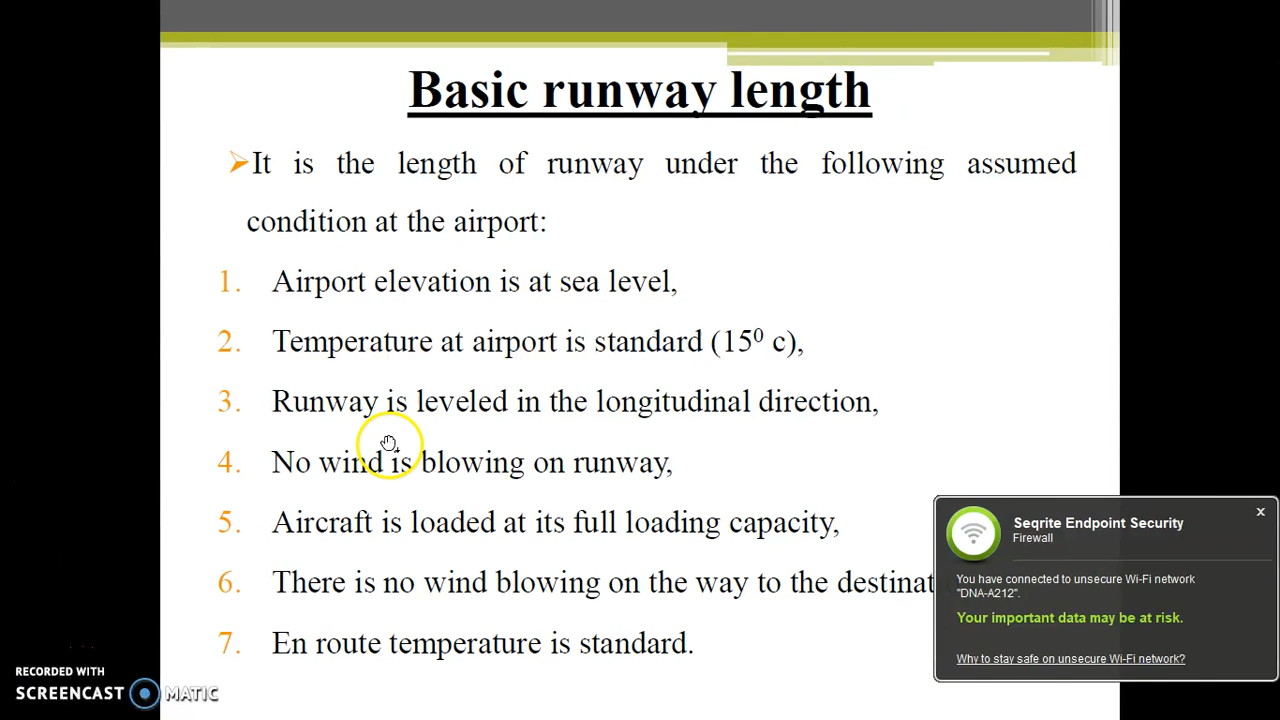 Basic runway length
It is the length of runway under the following assumed
condition at the airport:
1. Airport elevation is at sea level,
2. Temperature at airport is standard (15⁰ c),
3. Runway is leveled in the longitudinal direction,
4. No wind is blowing on runway,
5. Aircraft is loaded at its full loading capacity,
6. There is no wind blowing on the way to the
7. En route temperature is standard.
Seqrite Endpoint Security
Firewall
x
You have connected to unsecure Wi-Fi network
"DNA-A212".
Your important data may be at risk.
Why to stay safe on unsecure Wi-Fi network?
RECORDED WITH
SCREENCAST MATIC